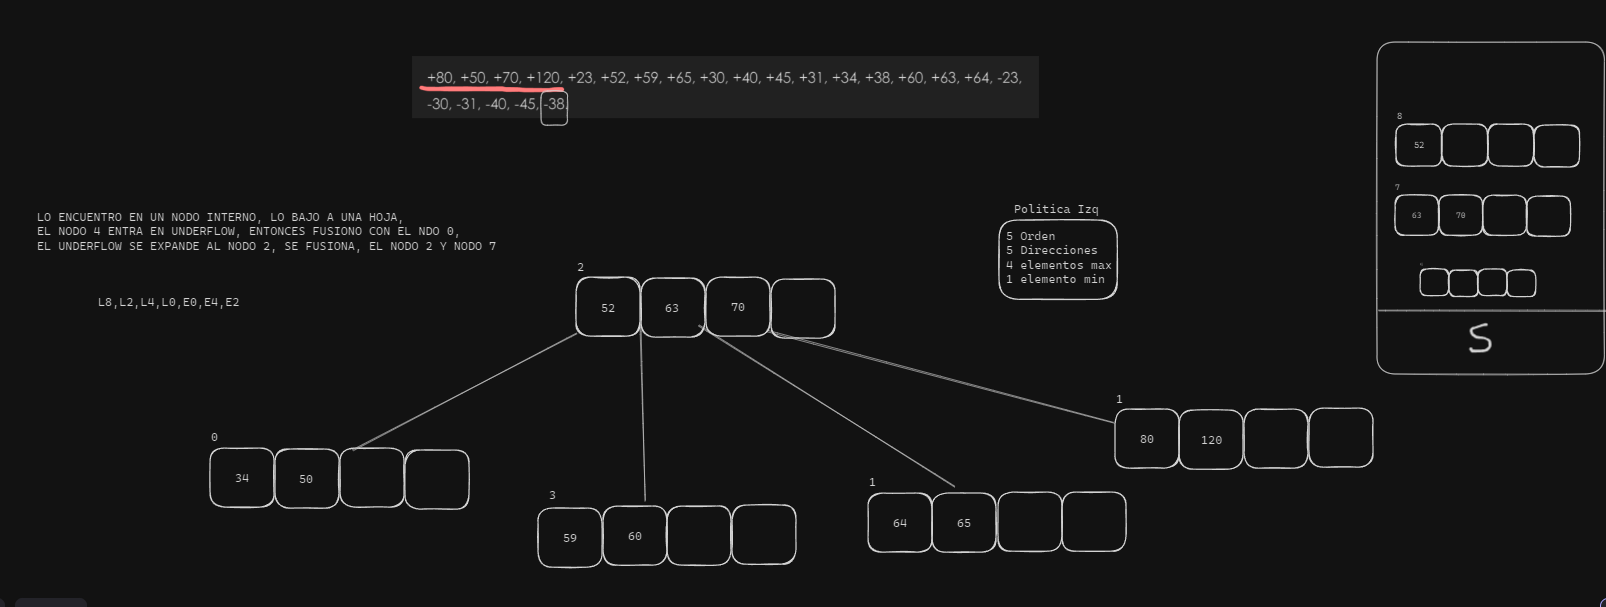 +80, +50, +70, +120, +23, +52, +59, +65, +30, +40, +45, +31, +34, +38, +60, +63, +64, -23,
-30, -31, -40, -45, -38,
LO ENCUENTRO EN UN NODO INTERNO, LO BAJO A UNA HOJA,
EL NODO 4 ENTRA EN UNDERFLOW, ENTONCES FUSIONO CON EL NDO 0,
EL UNDERFLOW SE EXPANDE AL NODO 2, SE FUSIONA, EL NODO 2 Y NODO 7
L8,L2,L4,L0,E0,E4,E2
Politica Izq
5 Orden
5 Direcciones
4 elementos max
1 elemento min
8
52
7
63 70
S
2
52 63 70
0
34 50
3
59 60
1
64 65
1
80 120